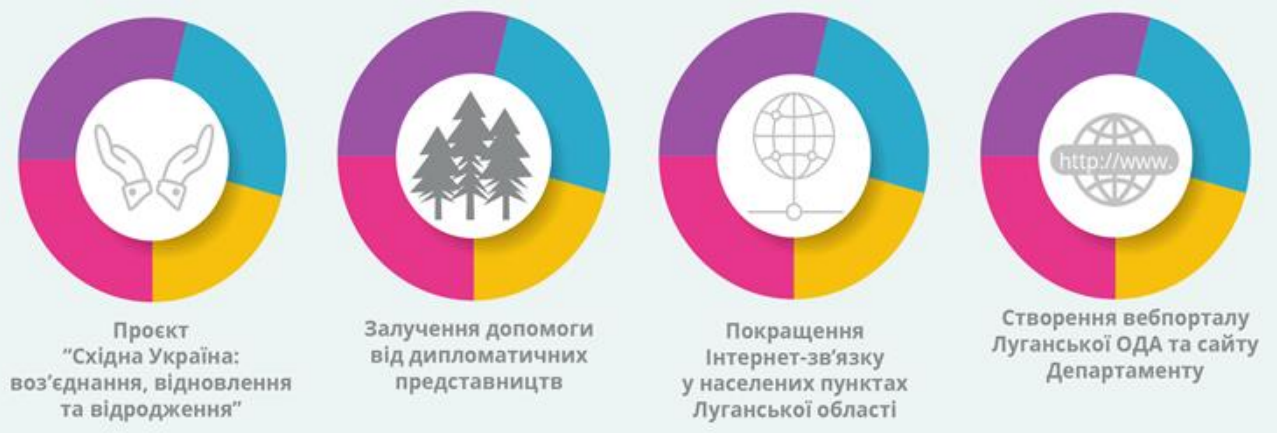 http://www.
Проєкт
“Східна Україна:
воз’єднання, відновлення
та відродження”
Залучення допомоги
від дипломатичних
представництв
Покращення
Інтернет-зв’язку
у населених пунктах
Луганської області
Створення вебпорталу
Луганської ОДА та сайту
Департаменту